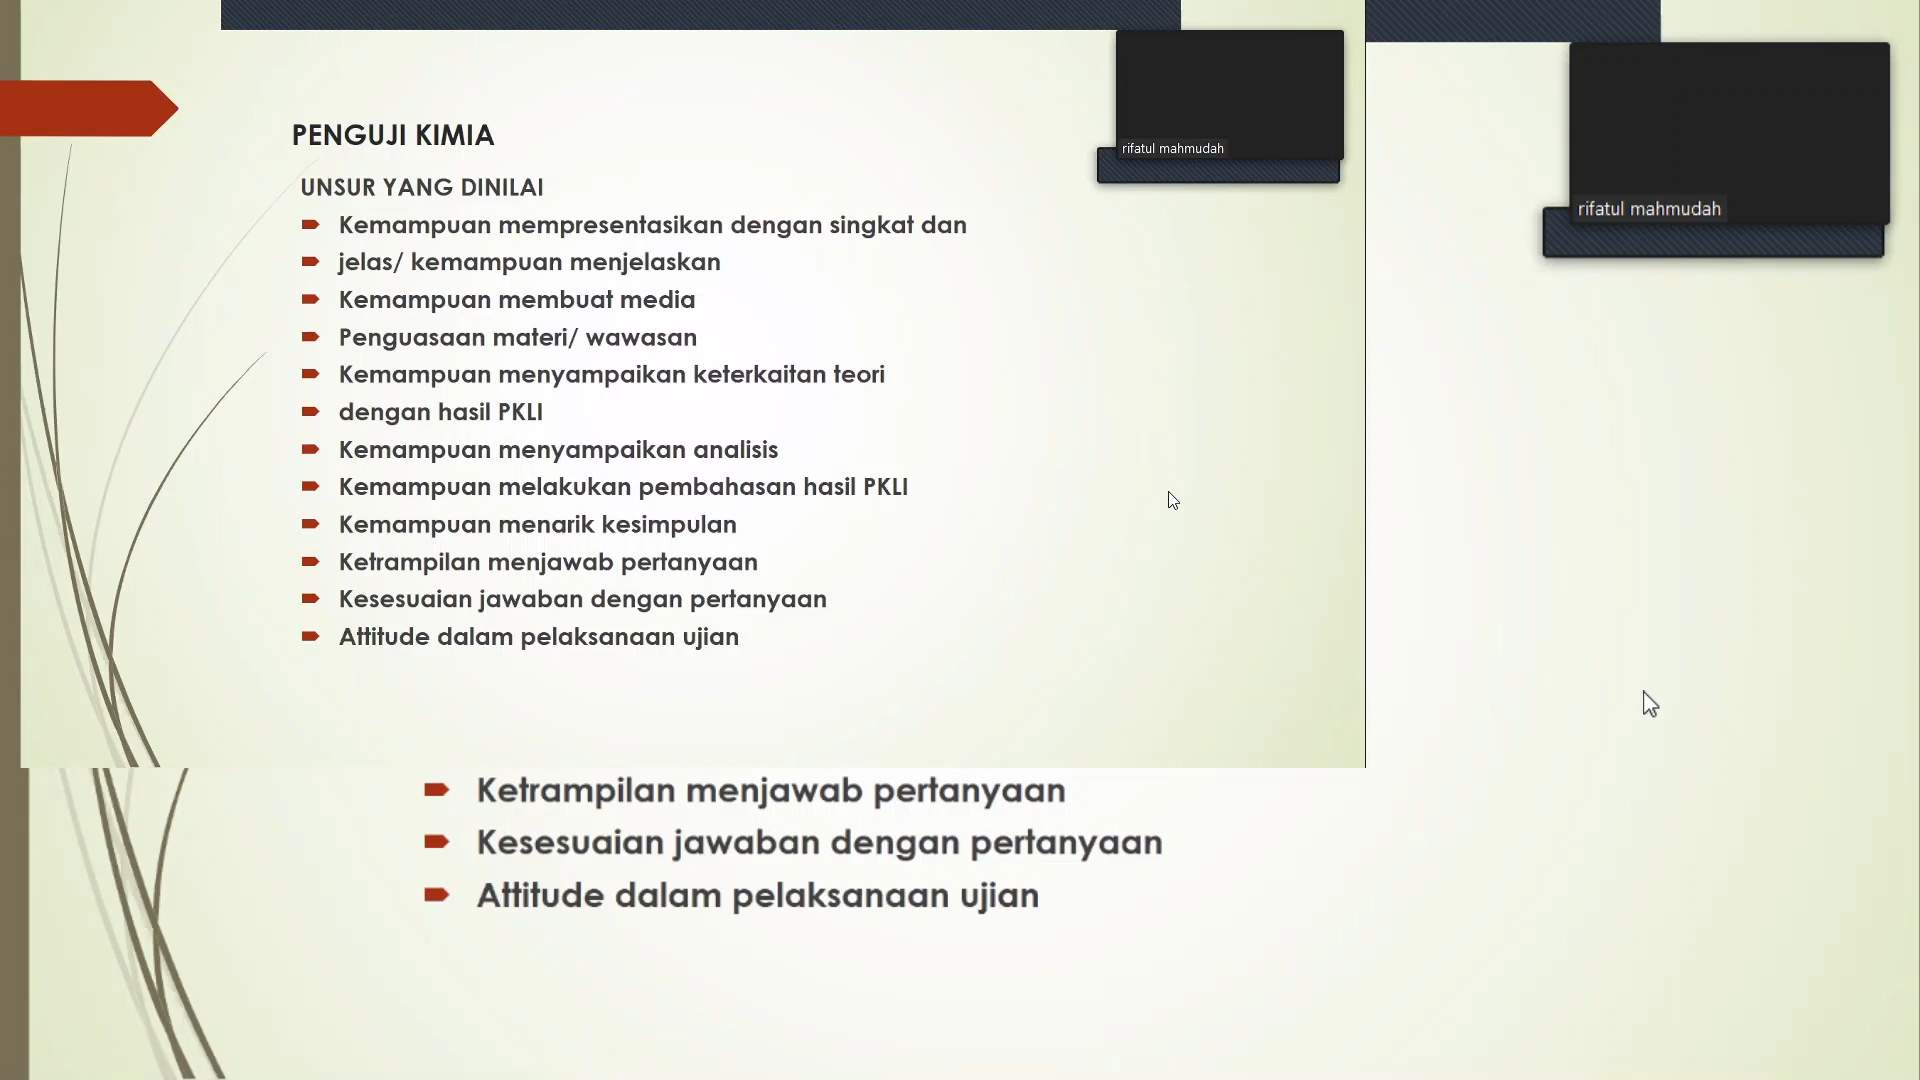 PENGUJI KIMIA
rifatul mahmudah
rifatul mahmudah
UNSUR YANG DINILAI
Kemampuan mempresentasikan dengan singkat dan
jelas/ kemampuan menjelaskan
Kemampuan membuat media
Penguasaan materi/ wawasan
Kemampuan menyampaikan keterkaitan teori
dengan hasil PKLI
Kemampuan menyampaikan analisis
Kemampuan melakukan pembahasan hasil PKLI
Kemampuan menarik kesimpulan
Ketrampilan menjawab pertanyaan
Kesesuaian jawaban dengan pertanyaan
Attitude dalam pelaksanaan ujian
Ketrampilan menjawab pertanyaan
Kesesuaian jawaban dengan pertanyaan
Attitude dalam pelaksanaan ujian